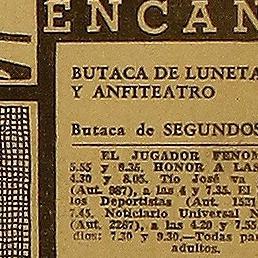 ENCAN
BUTACA DE LUNETA
Y ANFITEATRO
Butaca de SEGUNDOS
EL JUGADOR FENOM
5.55 y 8.35. HONOR A LAS
4.30 y 8.05. Tío José va a
(Aut. 987), a las 4 y 7.35. El
los Deportistas (Aut. 1521
7.45. Noticiario Universal N
(Aut. 2267), a las 4.20 y 7.55
dios: 7.30 y 9.30.—Todas pa
adultos.